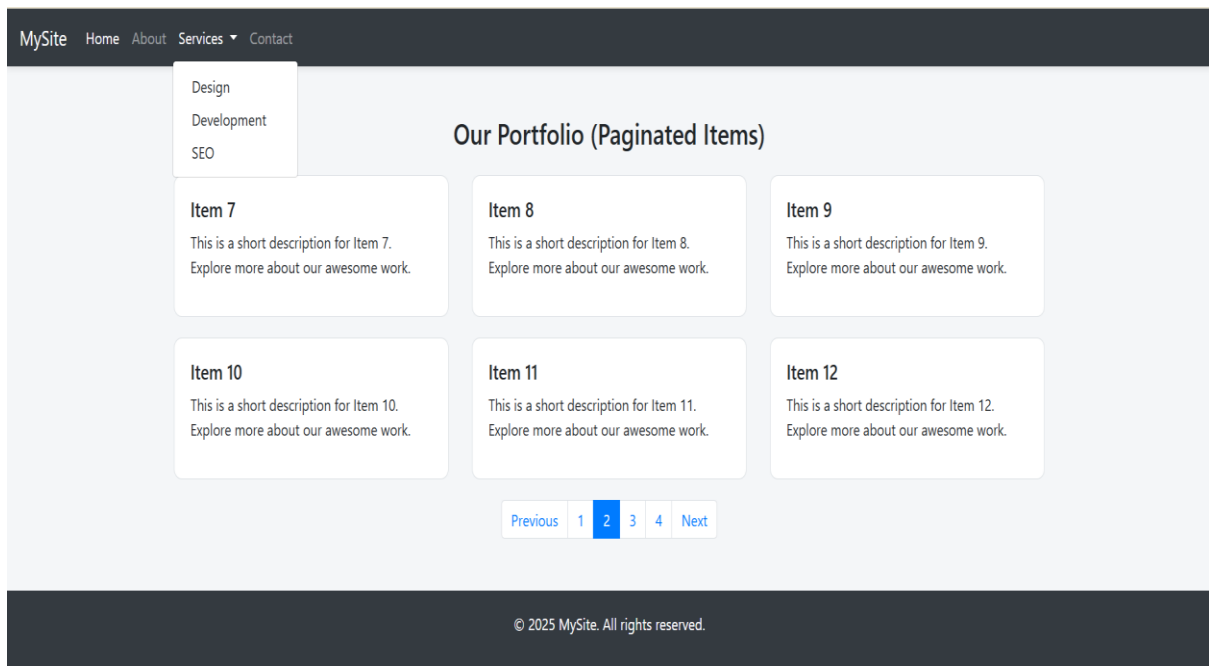 MySite Home About Services Contact
Design
Development
SEO
Our Portfolio (Paginated Items)
Item 7
This is a short description for Item 7.
Explore more about our awesome work.
Item 8
This is a short description for Item 8.
Explore more about our awesome work.
Item 9
This is a short description for Item 9.
Explore more about our awesome work.
Item 10
This is a short description for Item 10.
Explore more about our awesome work.
Item 11
This is a short description for Item 11.
Explore more about our awesome work.
Item 12
This is a short description for Item 12.
Explore more about our awesome work.
Previous 1 2 3 4 Next
© 2025 MySite. All rights reserved.